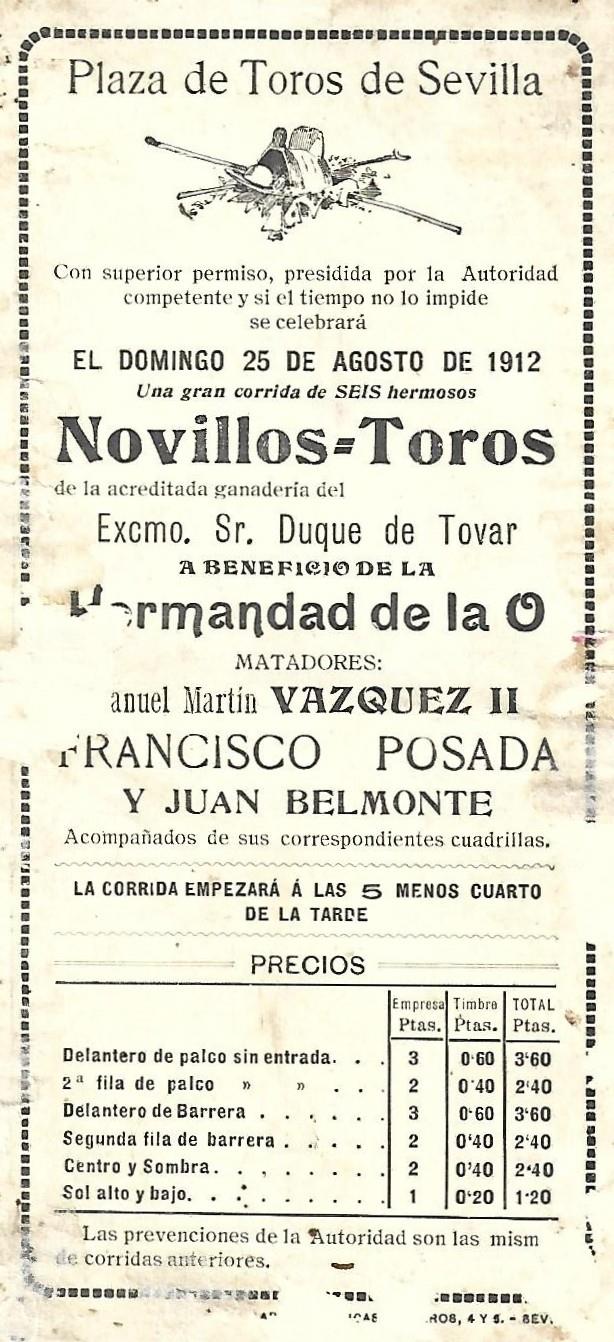 Plaza de Toros de Sevilla
Con superior permiso, presidida por la Autoridad
competente y si el tiempo no lo impide
se celebrará
EL DOMINGO 25 DE AGOSTO DE 1912
Una gran corrida de SEIS hermosos
Novillos=Toros
de la acreditada ganadería del
Excmo. Sr. Duque de Tovar
A BENEFICIO DE LA
Hermandad de la O
MATADORES:
anuel Martín VAZQUEZ II
FRANCISCO POSADA
Y JUAN BELMONTE
Acompañados de sus correspondientes cuadrillas.
LA CORRIDA EMPEZARÁ Á LAS 5 MENOS CUARTO
DE LA TARDE
PRECIOS
Empresa Timbre TOTAL
Ptas. Ptas. Ptas.
Delantero de palco sin entrada. . . 3 0'60 3'60
2ª fila de palco » » . . . 2 0'40 2'40
Delantero de Barrera . . . . . . 3 0'60 3'60
Segunda fila de barrera . . . . . 2 0'40 2'40
Centro y Sombra. . . . . . . . 2 0'40 2'40
Sol alto y bajo. . . . . . . . . 1 0'20 1'20
Las prevenciones de la Autoridad son las mism
de corridas anteriores.
ROS, 4 Y 6. - SEV.